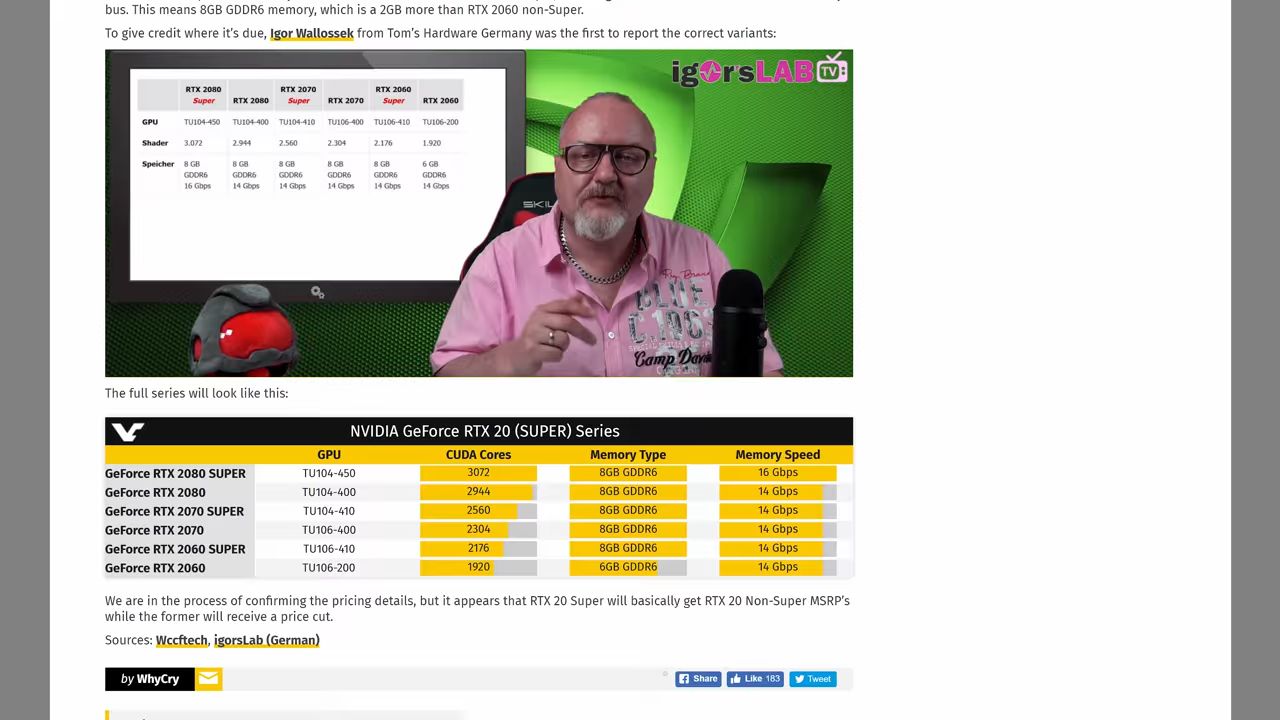 bus. This means 8GB GDDR6 memory, which is a 2GB more than RTX 2060 non-Super.
To give credit where it's due, Igor Wallossek from Tom's Hardware Germany was the first to report the correct variants:
igorsLAB TV
RTX 2080 Super RTX 2080 RTX 2070 Super RTX 2070 RTX 2060 Super RTX 2060
GPU TU104-450 TU104-400 TU104-410 TU106-400 TU106-410 TU106-200
Shader 3.072 2.944 2.560 2.304 2.176 1.920
Speicher 8 GB 8 GB 8 GB 8 GB 8 GB 6 GB
GDDR6 GDDR6 GDDR6 GDDR6 GDDR6 GDDR6
16 Gbps 14 Gbps 14 Gbps 14 Gbps 14 Gbps 14 Gbps
SKIL
BLUE
C.1963
Camp David
The full series will look like this:
NVIDIA GeForce RTX 20 (SUPER) Series
GPU CUDA Cores Memory Type Memory Speed
GeForce RTX 2080 SUPER TU104-450 3072 8GB GDDR6 16 Gbps
GeForce RTX 2080 TU104-400 2944 8GB GDDR6 14 Gbps
GeForce RTX 2070 SUPER TU104-410 2560 8GB GDDR6 14 Gbps
GeForce RTX 2070 TU106-400 2304 8GB GDDR6 14 Gbps
GeForce RTX 2060 SUPER TU106-410 2176 8GB GDDR6 14 Gbps
GeForce RTX 2060 TU106-200 1920 6GB GDDR6 14 Gbps
We are in the process of confirming the pricing details, but it appears that RTX 20 Super will basically get RTX 20 Non-Super MSRP's
while the former will receive a price cut.
Sources: Wccftech, igorsLab (German)
by WhyCry
Share Like 183 Tweet